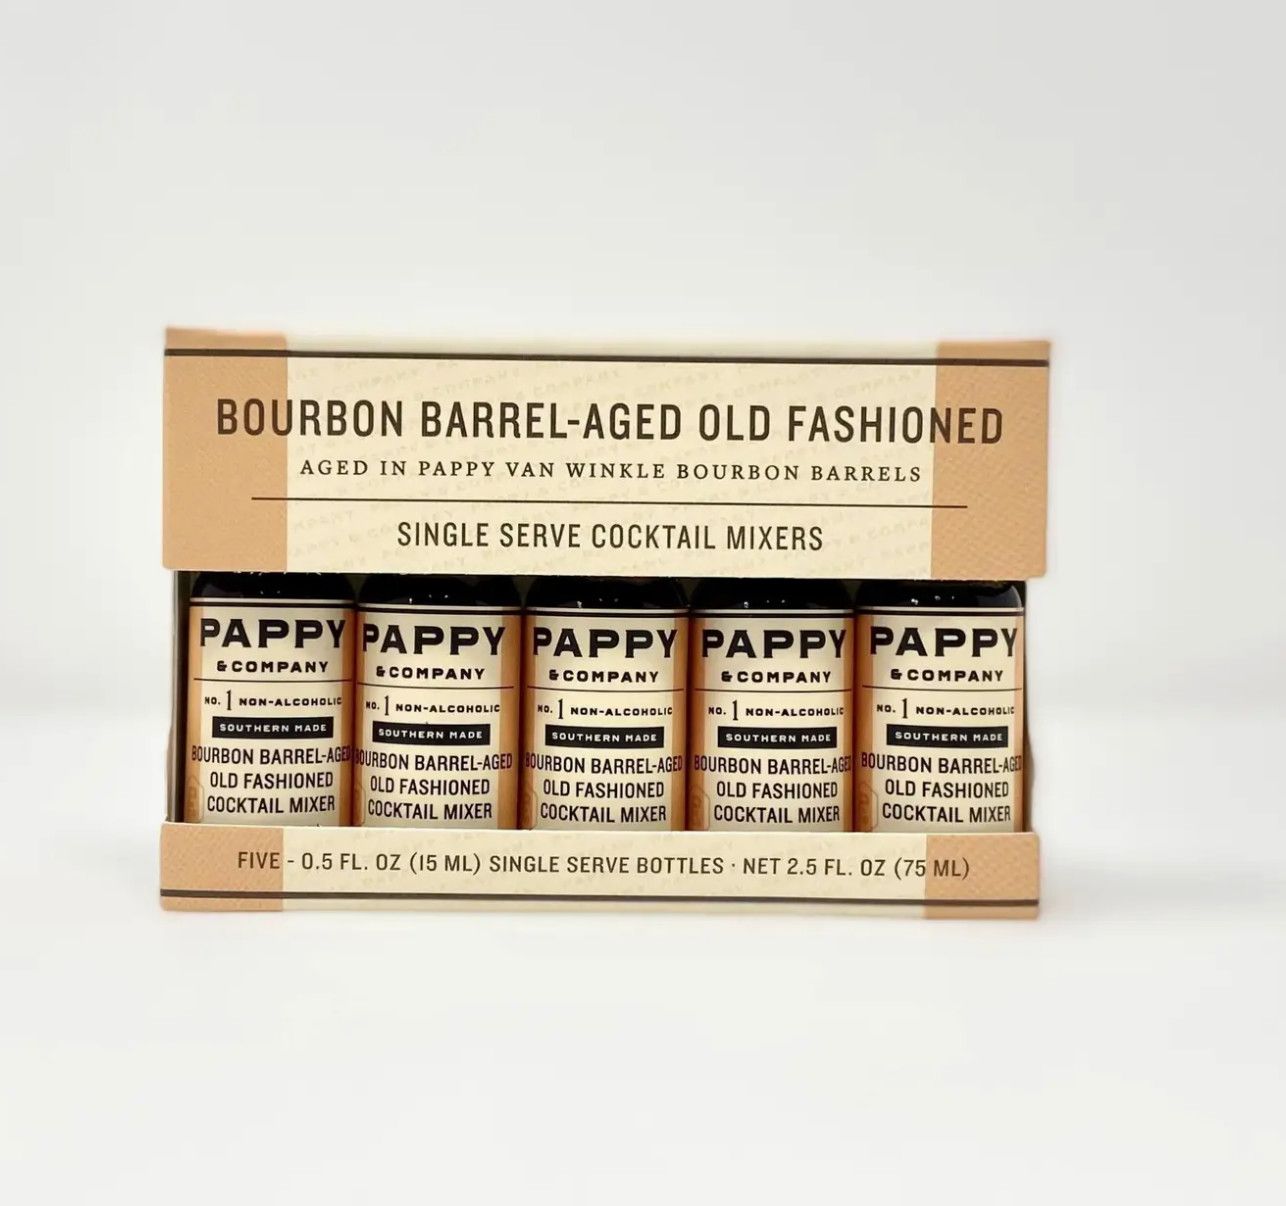 BOURBON BARREL-AGED OLD FASHIONED
AGED IN PAPPY VAN WINKLE BOURBON BARRELS
SINGLE SERVE COCKTAIL MIXERS
PAPPY
& COMPANY
NO. 1 NON-ALCOHOLIC
SOUTHERN MADE
BOURBON BARREL-AGED
OLD FASHIONED
COCKTAIL MIXER
PAPPY
& COMPANY
NO. 1 NON-ALCOHOLIC
SOUTHERN MADE
BOURBON BARREL-AGED
OLD FASHIONED
COCKTAIL MIXER
PAPPY
& COMPANY
NO. 1 NON-ALCOHOLIC
SOUTHERN MADE
BOURBON BARREL-AGED
OLD FASHIONED
COCKTAIL MIXER
PAPPY
& COMPANY
NO. 1 NON-ALCOHOLIC
SOUTHERN MADE
BOURBON BARREL-AGED
OLD FASHIONED
COCKTAIL MIXER
PAPPY
& COMPANY
NO. 1 NON-ALCOHOLIC
SOUTHERN MADE
BOURBON BARREL-AGED
OLD FASHIONED
COCKTAIL MIXER
FIVE - 0.5 FL. OZ (15 ML) SINGLE SERVE BOTTLES · NET 2.5 FL. OZ (75 ML)